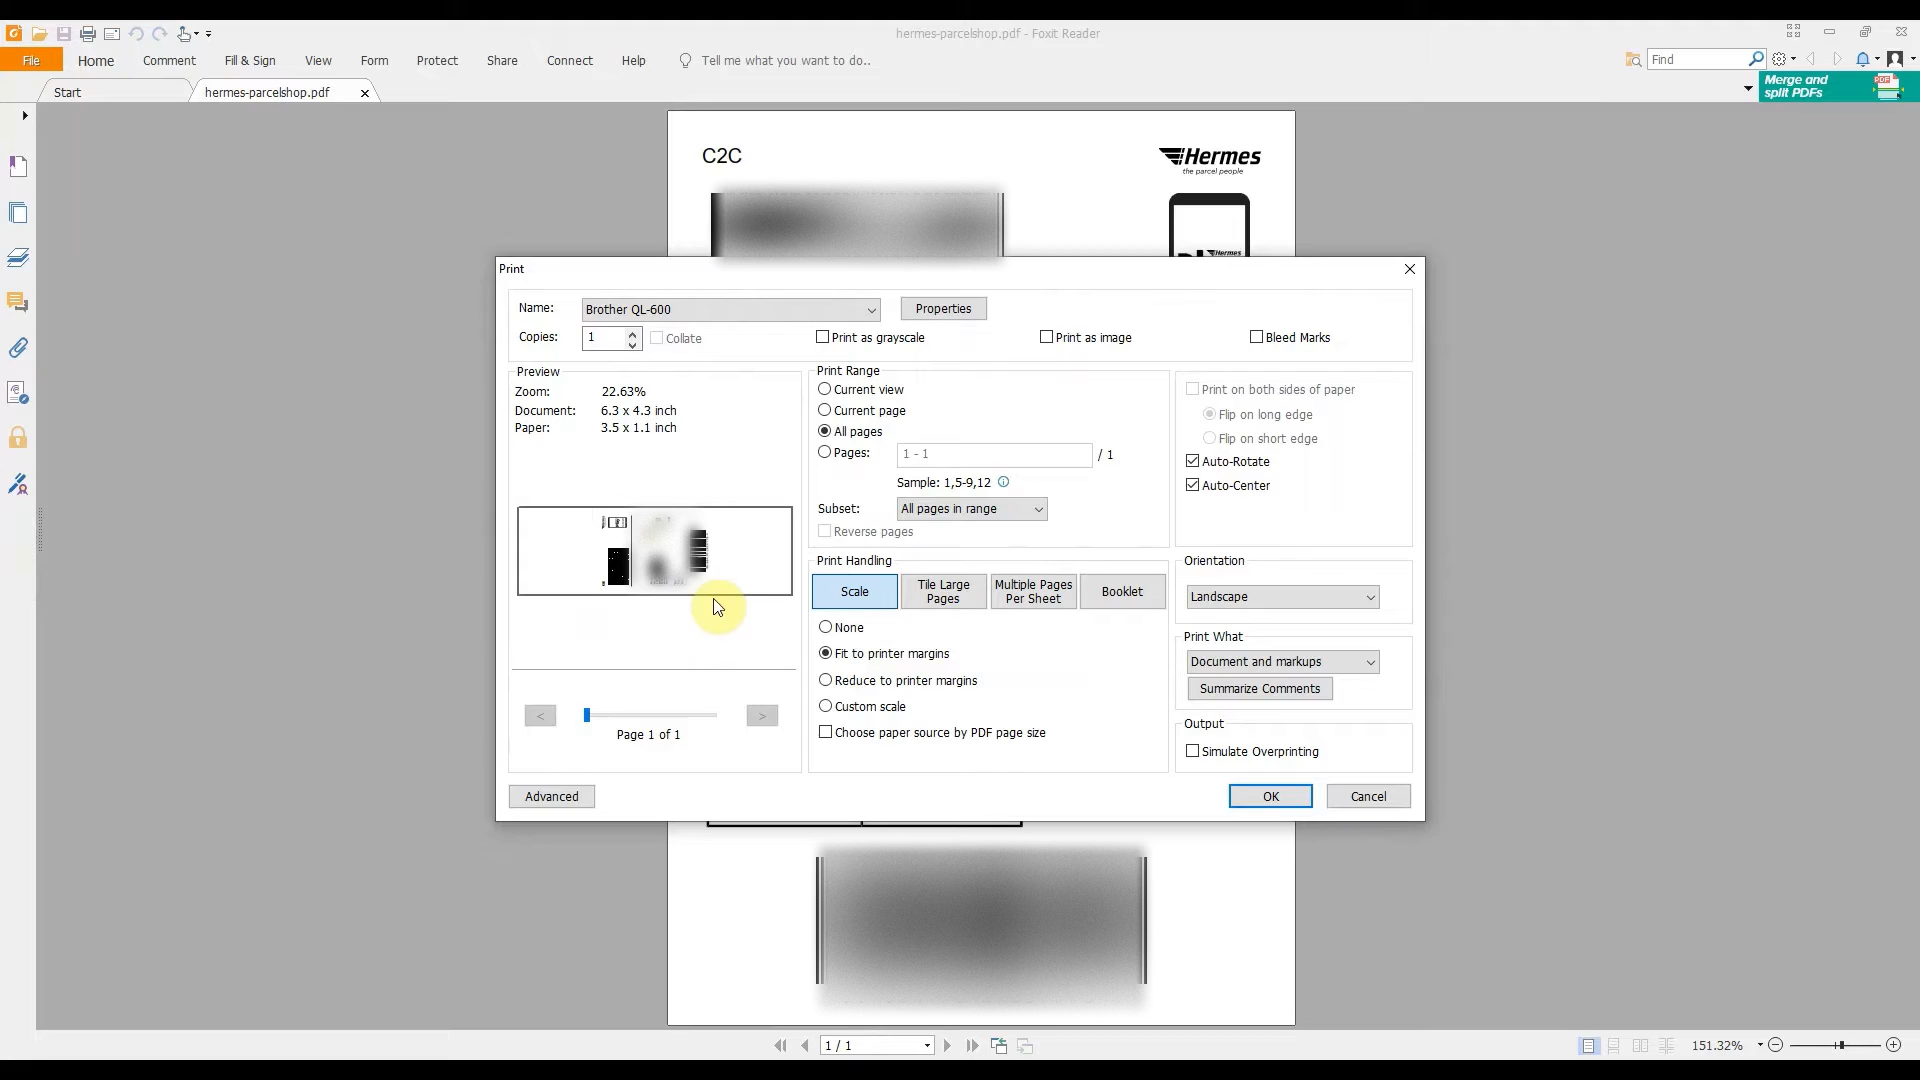 hermes-parcelshop.pdf - Foxit Reader
File Home Comment Fill & Sign View Form Protect Share Connect Help Tell me what you want to do.. Find
Start hermes-parcelshop.pdf
Merge and
split PDFs
PDF
C2C
Hermes
the parcel people
Hermes
Print
Name: Brother QL-600 Properties
Copies: 1 Collate Print as grayscale Print as image Bleed Marks
Preview
Zoom: 22.63%
Document: 6.3 x 4.3 inch
Paper: 3.5 x 1.1 inch
< >
Page 1 of 1
Print Range
Current view
Current page
All pages
Pages: 1 - 1 / 1
Sample: 1,5-9,12
Subset: All pages in range
Reverse pages
Print Handling
Scale
Tile Large
Pages
Multiple Pages
Per Sheet
Booklet
None
Fit to printer margins
Reduce to printer margins
Custom scale
Choose paper source by PDF page size
Print on both sides of paper
Flip on long edge
Flip on short edge
Auto-Rotate
Auto-Center
Orientation
Landscape
Print What
Document and markups
Summarize Comments
Output
Simulate Overprinting
Advanced OK Cancel
1 / 1 151.32%